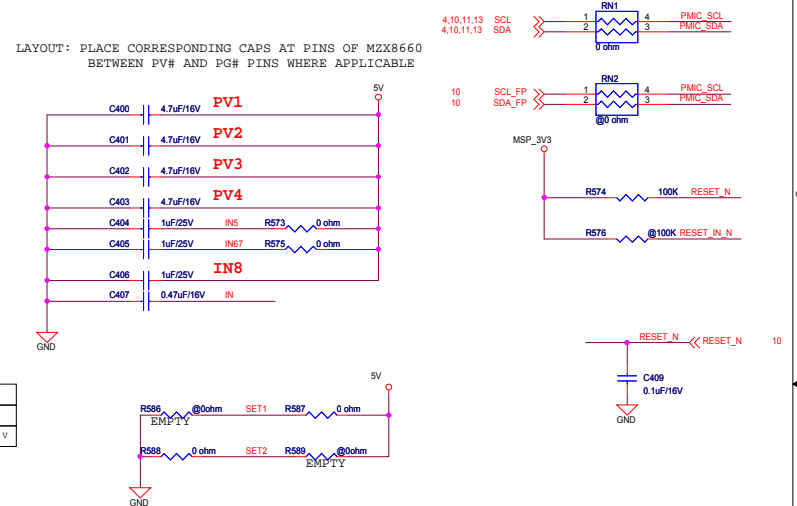 LAYOUT: PLACE CORRESPONDING CAPS AT PINS OF MZX8660
BETWEEN PV# AND PG# PINS WHERE APPLICABLE
5V
C400 4.7uF/16V PV1
C401 4.7uF/16V PV2
C402 4.7uF/16V PV3
C403 4.7uF/16V PV4
C404 1uF/25V IN5 R573 0 ohm
C405 1uF/25V IN67 R575 0 ohm
C406 1uF/25V IN8
C407 0.47uF/16V IN
GND
RN1
4,10,11,13 SCL 1 4 PMIC_SCL
4,10,11,13 SDA 2 3 PMIC_SDA
0 ohm
RN2
10 SCL_FP 1 4 PMIC_SCL
10 SDA_FP 2 3 PMIC_SDA
@0 ohm
MSP_3V3
R574 100K RESET_N
R576 @100K RESET_IN_N
RESET_N RESET_N 10
C409
0.1uF/16V
GND
5V
R586 @0ohm SET1 R587 0 ohm
EMPTY
R588 0 ohm SET2 R589 @0ohm
EMPTY
GND
V